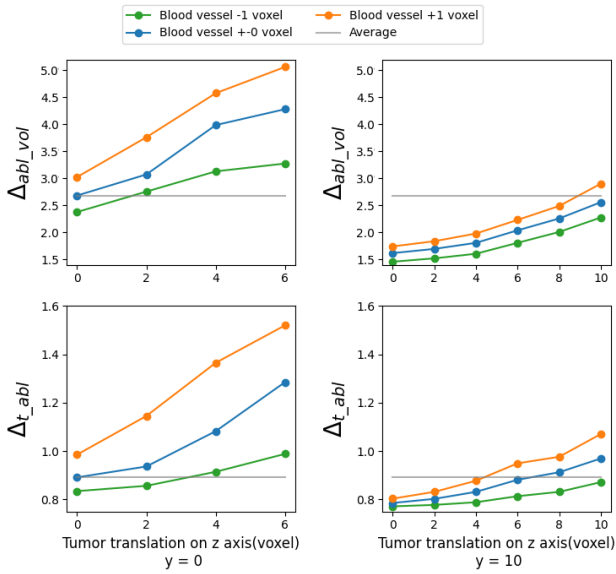 Blood vessel -1 voxel
Blood vessel +-0 voxel
Blood vessel +1 voxel
Average
Δabl_vol
5.0
4.5
4.0
3.5
3.0
2.5
2.0
1.5
0 2 4 6
Δabl_vol
5.0
4.5
4.0
3.5
3.0
2.5
2.0
1.5
0 2 4 6 8 10
Δt_abl
1.6
1.4
1.2
1.0
0.8
0 2 4 6
Tumor translation on z axis(voxel)
y = 0
Δt_abl
1.6
1.4
1.2
1.0
0.8
0 2 4 6 8 10
Tumor translation on z axis(voxel)
y = 10